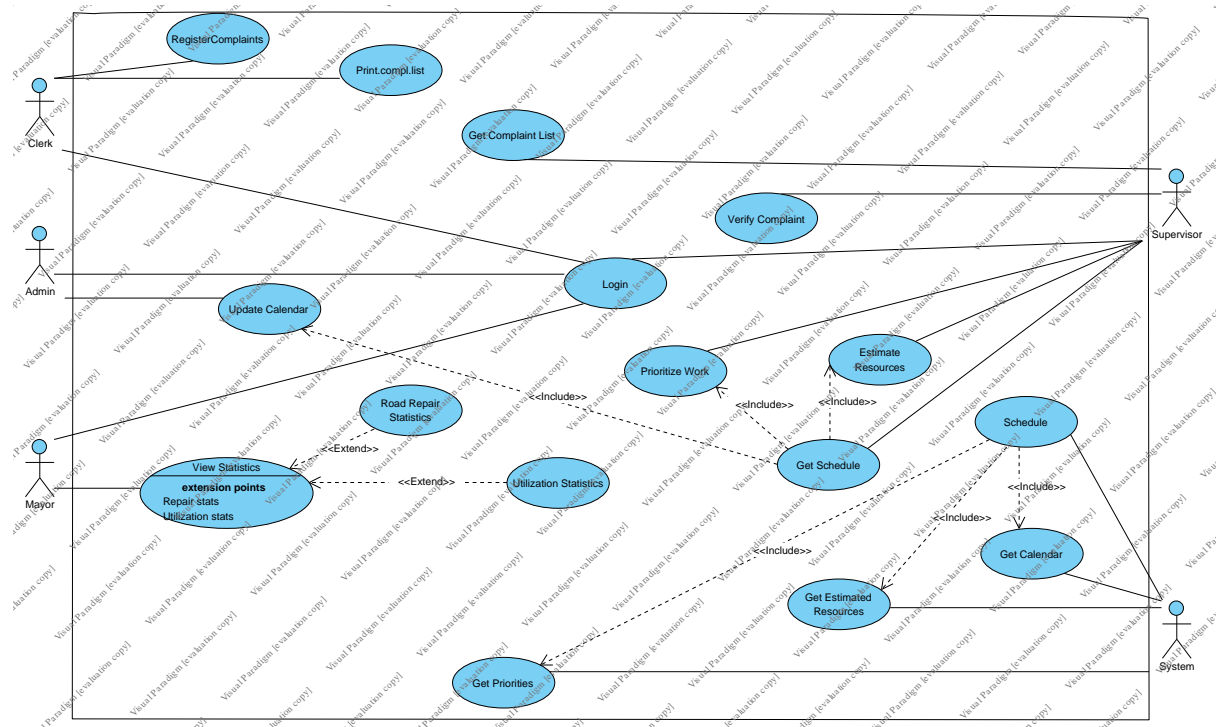 RegisterComplaints
Print.compl.list
Get Complaint List
Clerk
Verify Complaint
Supervisor
Admin
Login
Update Calendar
Estimate
Resources
Prioritize Work
<<Include>>
<<Include>>
<<Include>>
Road Repair
Statistics
Schedule
<<Extend>>
View Statistics
Get Schedule
extension points
Repair stats
Utilization stats
<<Extend>>
Utilization Statistics
<<Include>>
Mayor
<<Include>>
<<Include>>
Get Calendar
Get Estimated
Resources
System
Get Priorities
Visual Paradigm [evaluation copy]